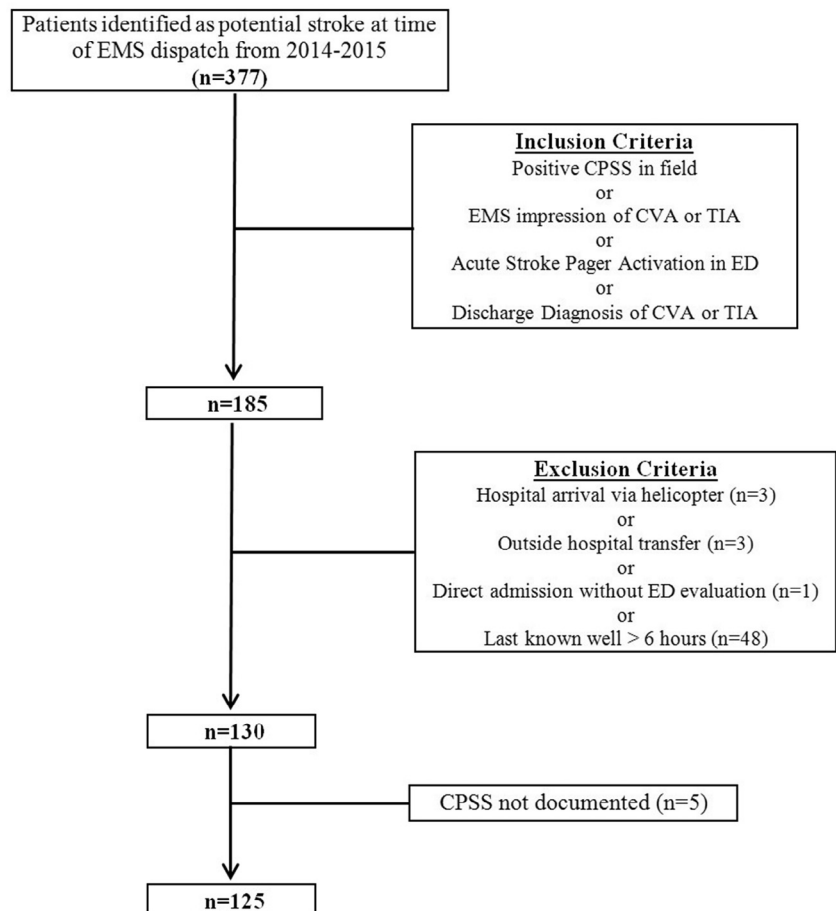 Patients identified as potential stroke at time
of EMS dispatch from 2014-2015
(n=377)
Inclusion Criteria
Positive CPSS in field
or
EMS impression of CVA or TIA
or
Acute Stroke Pager Activation in ED
or
Discharge Diagnosis of CVA or TIA
n=185
Exclusion Criteria
Hospital arrival via helicopter (n=3)
or
Outside hospital transfer (n=3)
or
Direct admission without ED evaluation (n=1)
or
Last known well > 6 hours (n=48)
n=130
CPSS not documented (n=5)
n=125